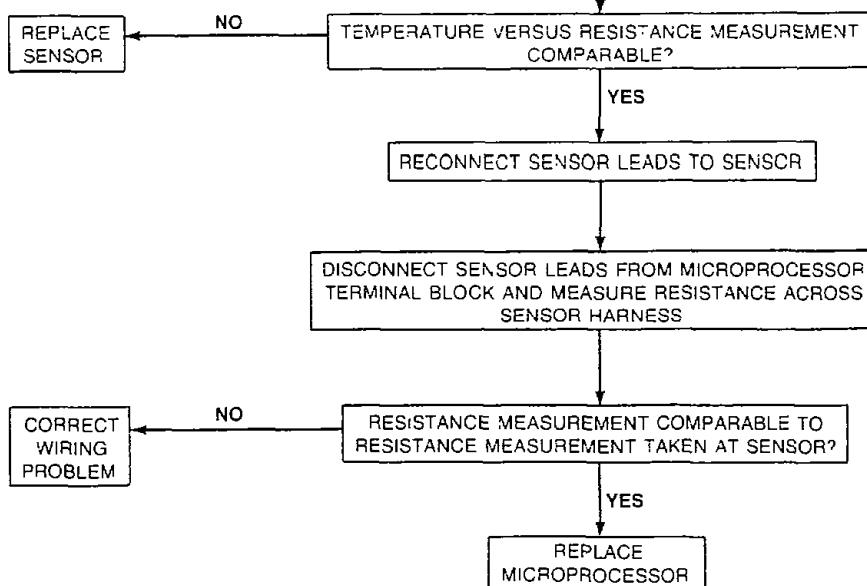 REPLACE
SENSOR
NO
TEMPERATURE VERSUS RESISTANCE MEASUREMENT
COMPARABLE?
YES
RECONNECT SENSOR LEADS TO SENSOR
DISCONNECT SENSOR LEADS FROM MICROPROCESSOR
TERMINAL BLOCK AND MEASURE RESISTANCE ACROSS
SENSOR HARNESS
CORRECT
WIRING
PROBLEM
NO
RESISTANCE MEASUREMENT COMPARABLE TO
RESISTANCE MEASUREMENT TAKEN AT SENSOR?
YES
REPLACE
MICROPROCESSOR